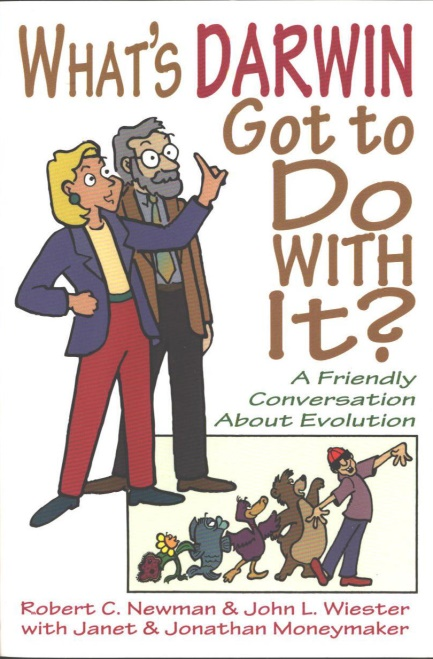 WHAT'S DARWIN
Got to
Do
WITH
It?
A Friendly
Conversation
About Evolution
Robert C. Newman & John L. Wiester
with Janet & Jonathan Moneymaker